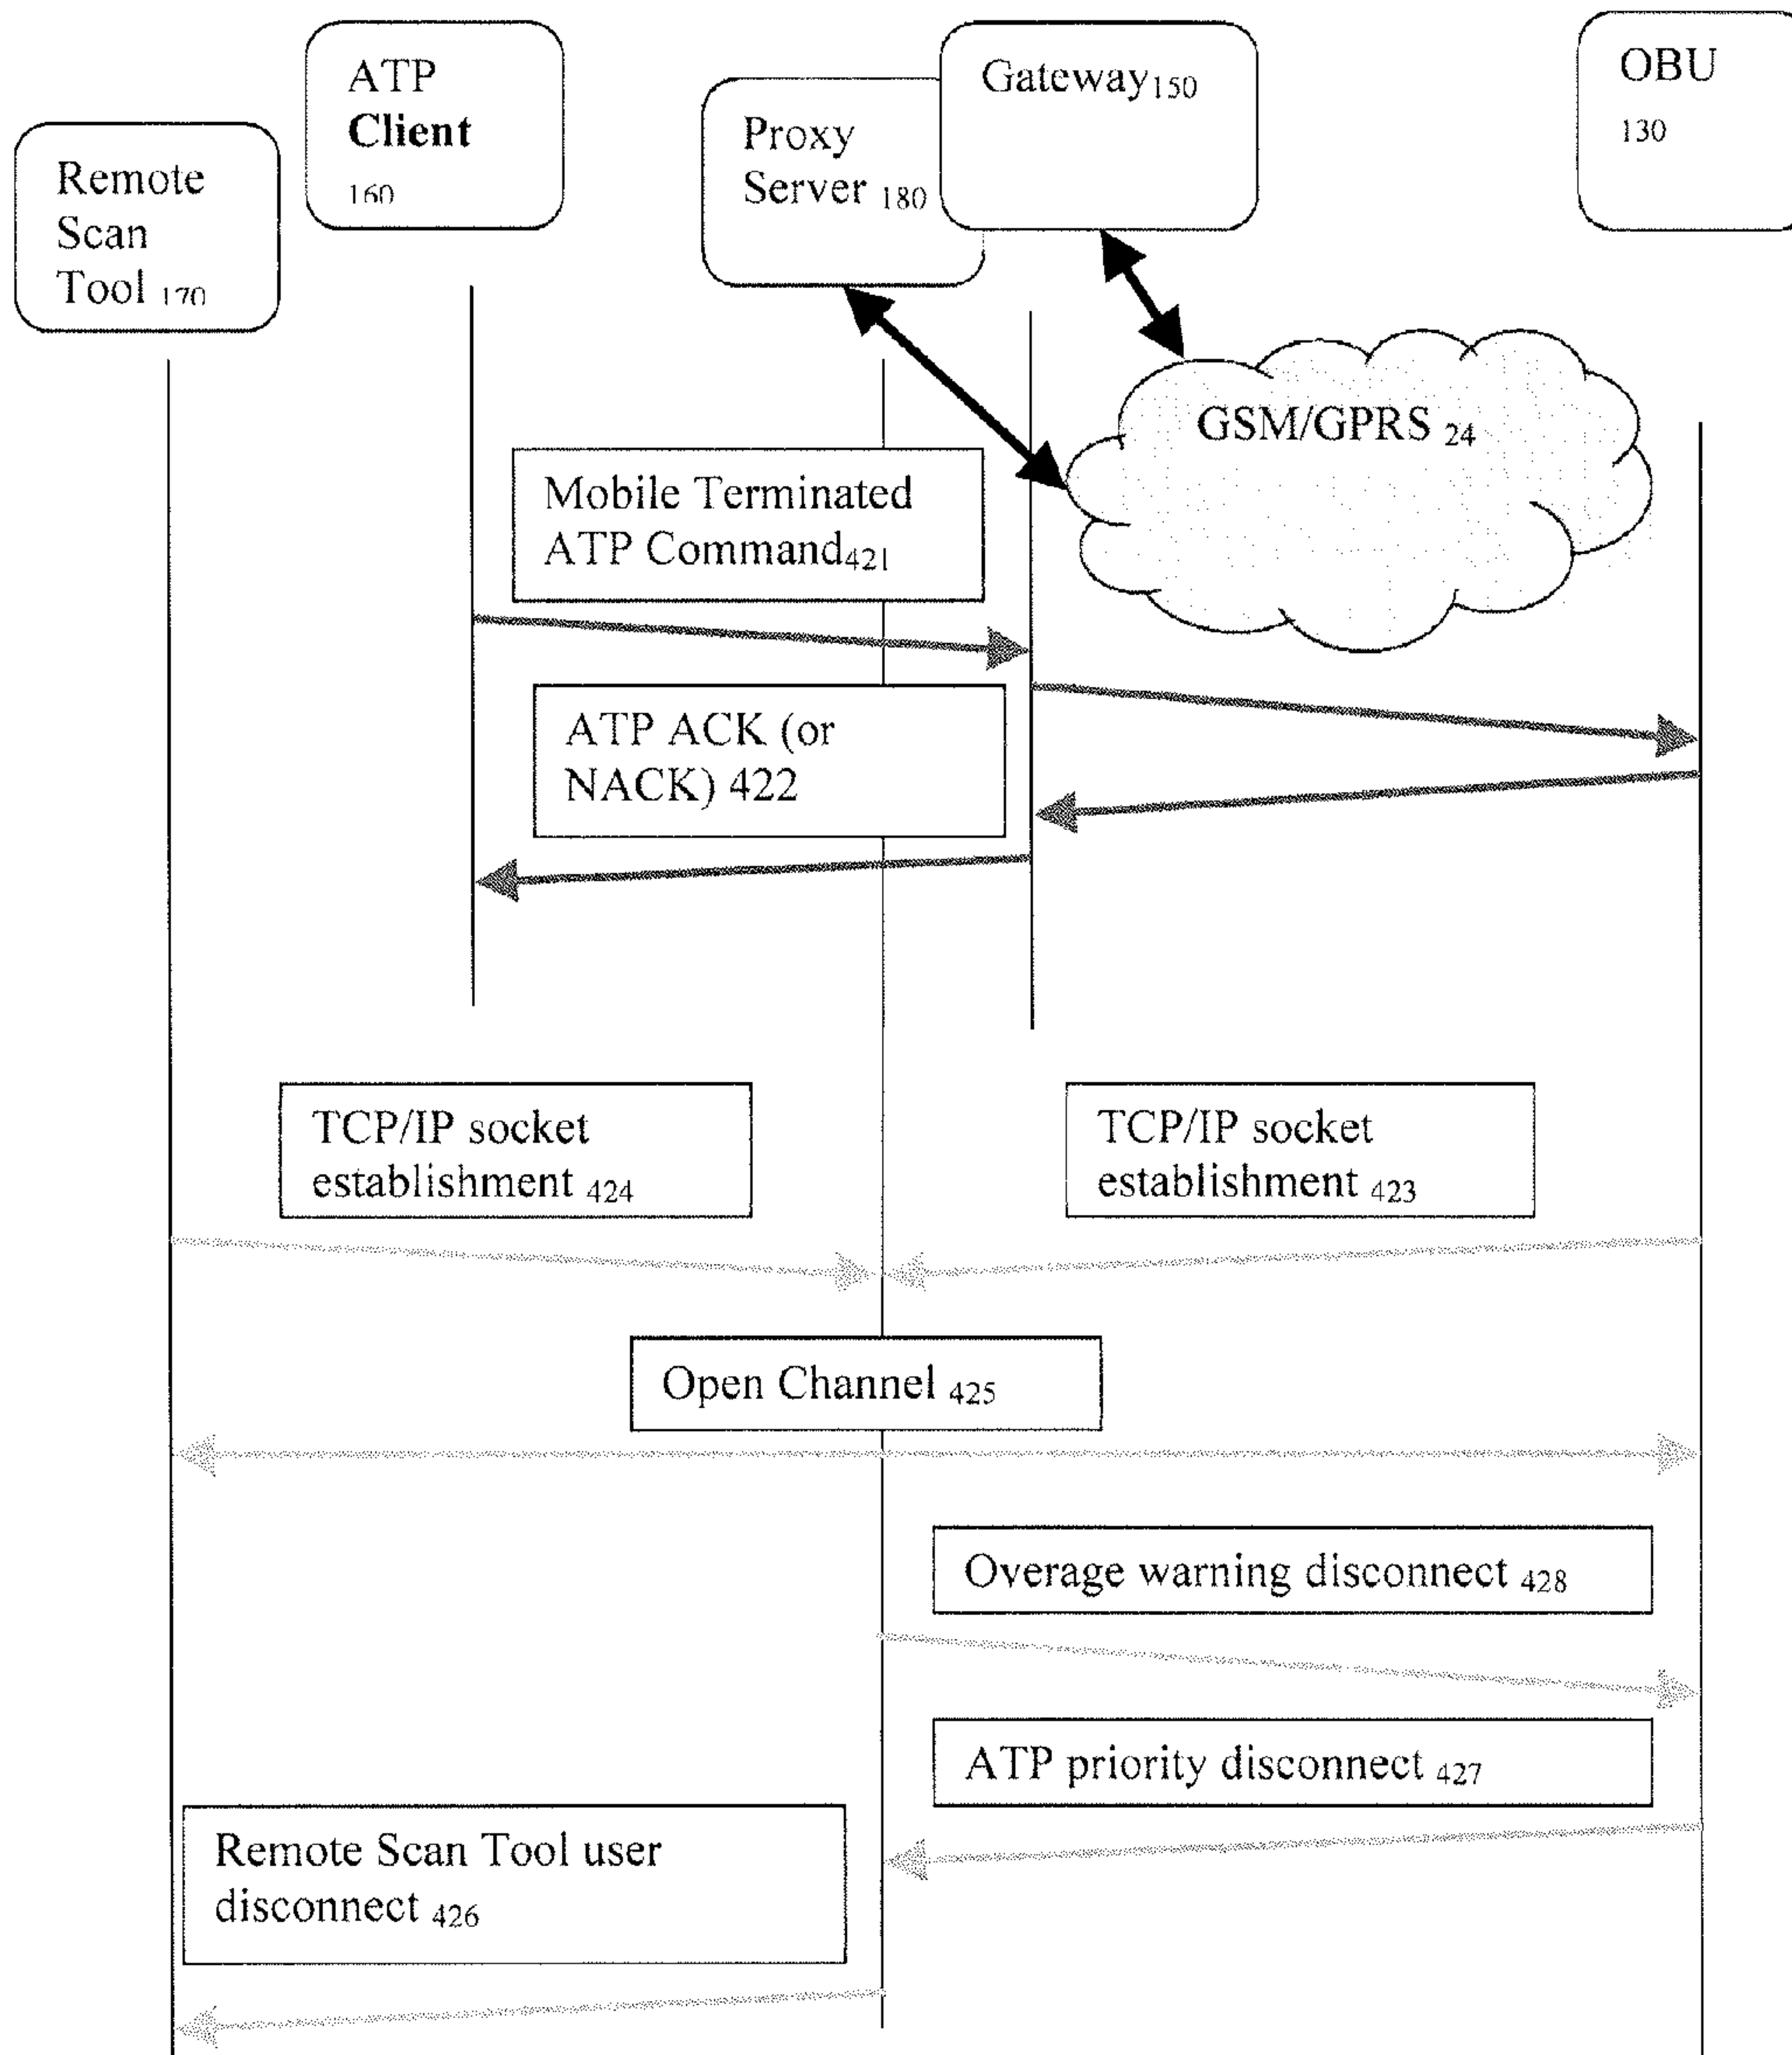 ATP
Client
160
Gateway150
OBU
130
Proxy
Server 180
Remote
Scan
Tool 170
GSM/GPRS 24
Mobile Terminated
ATP Command421
ATP ACK (or
NACK) 422
TCP/IP socket
establishment 424
TCP/IP socket
establishment 423
Open Channel 425
Overage warning disconnect 428
ATP priority disconnect 427
Remote Scan Tool user
disconnect 426